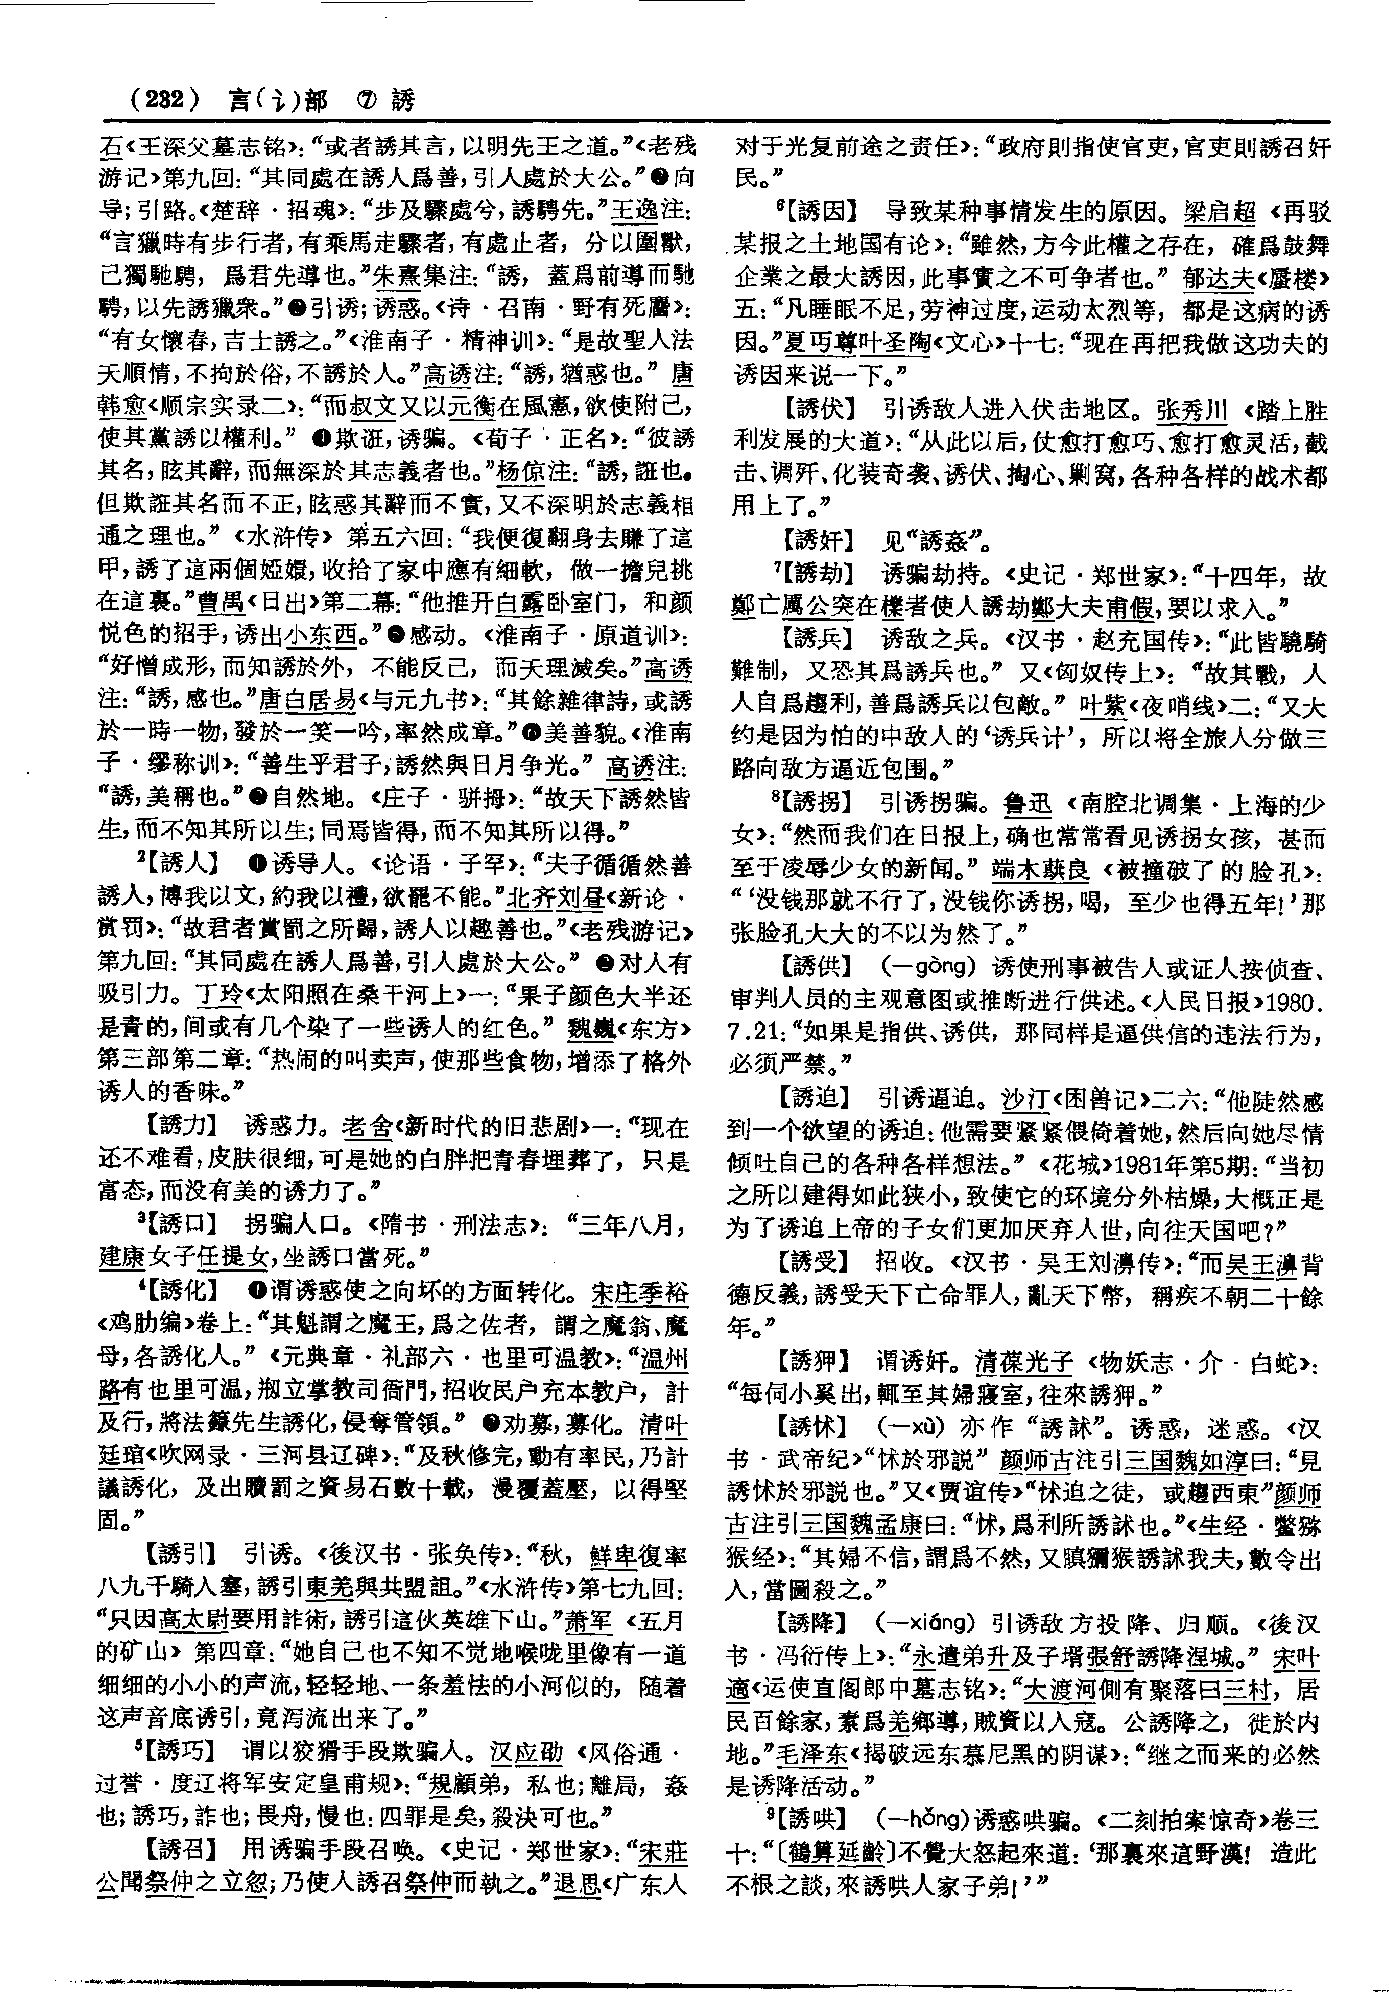 (232) 言(讠)部 ⑦ 誘
石<王深父墓志铭>：“或者誘其言，以明先王之道。”<老残
游记>第九回：“其同處在誘人爲善，引人處於大公。”❷向
导；引路。<楚辞·招魂>：“步及驟處兮，誘騁先。”王逸注：
“言獵時有步行者，有乘馬走驟者，有處止者，分以圍獸，
己獨馳騁，爲君先導也。”朱熹集注：“誘，蓋爲前導而馳
騁，以先誘獵衆。”❸引诱；诱惑。<诗·召南·野有死麕>：
“有女懷春，吉士誘之。”<淮南子·精神训>：“是故聖人法
天順情，不拘於俗，不誘於人。”高诱注：“誘，猶惑也。”唐
韩愈<顺宗实录二>：“而叔文又以元衡在風憲，欲使附己，
使其黨誘以權利。”❹欺诳，诱骗。<荀子·正名>：“彼誘
其名，眩其辭，而無深於其志義者也。”杨倞注：“誘，誑也。
但欺誑其名而不正，眩惑其辭而不實，又不深明於志義相
通之理也。”<水浒传>第五六回：“我便復翻身去賺了這
甲，誘了這兩個婭嬛，收拾了家中應有細軟，做一擔兒挑
在這裏。”曹禺<日出>第二幕：“他推开白露卧室门，和颜
悦色的招手，诱出小东西。”❺感动。<淮南子·原道训>：
“好憎成形，而知誘於外，不能反己，而天理滅矣。”高诱
注：“誘，感也。”唐白居易<与元九书>：“其餘雜律詩，或誘
於一時一物，發於一笑一吟，率然成章。”❻美善貌。<淮南
子·缪称训>：“善生乎君子，誘然與日月争光。”高诱注：
“誘，美稱也。”❼自然地。<庄子·骈拇>：“故天下誘然皆
生，而不知其所以生；同焉皆得，而不知其所以得。”
²【誘人】 ❶诱导人。<论语·子罕>：“夫子循循然善
誘人，博我以文，約我以禮，欲罷不能。”北齐刘昼<新论·
赏罚>：“故君者賞罰之所歸，誘人以趣善也。”<老残游记>
第九回：“其同處在誘人爲善，引人處於大公。”❷对人有
吸引力。丁玲<太阳照在桑干河上>一：“果子颜色大半还
是青的，间或有几个染了一些诱人的红色。”魏巍<东方>
第三部第二章：“热闹的叫卖声，使那些食物，增添了格外
诱人的香味。”
【誘力】 诱惑力。老舍<新时代的旧悲剧>一：“现在
还不难看，皮肤很细，可是她的白胖把青春埋葬了，只是
富态，而没有美的诱力了。”
³【誘口】 拐骗人口。<隋书·刑法志>：“三年八月，
建康女子任提女，坐誘口當死。”
⁴【誘化】 ❶谓诱惑使之向坏的方面转化。宋庄季裕
<鸡肋编>卷上：“其魁謂之魔王，爲之佐者，謂之魔翁、魔
母，各誘化人。”<元典章·礼部六·也里可温教>：“温州
路有也里可温，剏立掌教司衙門，招收民户充本教户，計
及行，將法籙先生誘化，侵奪管領。”❷劝募，募化。清叶
廷琯<吹网录·三河县辽碑>：“及秋修完，動有率民，乃計
議誘化，及出贖罰之資易石數十載，漫覆蓋壓，以得堅
固。”
【誘引】 引诱。<後汉书·张奂传>：“秋，鲜卑復率
八九千騎入塞，誘引東羌與共盟詛。”<水浒传>第七九回：
“只因高太尉要用詐術，誘引這伙英雄下山。”萧军<五月
的矿山>第四章：“她自己也不知不觉地喉咙里像有一道
细细的小小的声流，轻轻地、一条羞怯的小河似的，随着
这声音底诱引，竟泻流出来了。”
⁵【誘巧】 谓以狡猾手段欺骗人。汉应劭<风俗通·
过誉·度辽将军安定皇甫规>：“規顧弟，私也；離局，姦
也；誘巧，詐也；畏舟，慢也：四罪是矣，殺決可也。”
【誘召】 用诱骗手段召唤。<史记·郑世家>：“宋莊
公聞祭仲之立忽；乃使人誘召祭仲而執之。”退思<广东人
对于光复前途之责任>：“政府則指使官吏，官吏則誘召奸
民。”
⁶【誘因】 导致某种事情发生的原因。梁启超<再驳
某报之土地国有论>：“雖然，方今此權之存在，確爲鼓舞
企業之最大誘因，此事實之不可争者也。”郁达夫<蜃楼>
五：“凡睡眠不足，劳神过度，运动太烈等，都是这病的诱
因。”夏丏尊叶圣陶<文心>十七：“现在再把我做这功夫的
诱因来说一下。”
【誘伏】 引诱敌人进入伏击地区。张秀川<踏上胜
利发展的大道>：“从此以后，仗愈打愈巧、愈打愈灵活，截
击、调歼、化装奇袭、诱伏、掏心、剿窝，各种各样的战术都
用上了。”
【誘奸】 见“誘姦”。
⁷【誘劫】 诱骗劫持。<史记·郑世家>：“十四年，故
鄭亡厲公突在櫟者使人誘劫鄭大夫甫假，要以求入。”
【誘兵】 诱敌之兵。<汉书·赵充国传>：“此皆驍騎
難制，又恐其爲誘兵也。”又<匈奴传上>：“故其戰，人
人自爲趨利，善爲誘兵以包敵。”叶紫<夜哨线>二：“又大
约是因为怕的中敌人的‘诱兵计’，所以将全旅人分做三
路向敌方逼近包围。”
⁸【誘拐】 引诱拐骗。鲁迅<南腔北调集·上海的少
女>：“然而我们在日报上，确也常常看见诱拐女孩，甚而
至于凌辱少女的新闻。”端木蕻良<被撞破了的脸孔>：
“‘没钱那就不行了，没钱你诱拐，喝，至少也得五年！’那
张脸孔大大的不以为然了。”
【誘供】 (—gòng) 诱使刑事被告人或证人按侦查、
审判人员的主观意图或推断进行供述。<人民日报>1980.
7.21：“如果是指供、诱供，那同样是逼供信的违法行为，
必须严禁。”
【誘迫】 引诱逼迫。沙汀<困兽记>二六：“他陡然感
到一个欲望的诱迫：他需要紧紧偎倚着她，然后向她尽情
倾吐自己的各种各样想法。”<花城>1981年第5期：“当初
之所以建得如此狭小，致使它的环境分外枯燥，大概正是
为了诱迫上帝的子女们更加厌弃人世，向往天国吧？”
【誘受】 招收。<汉书·吴王刘濞传>：“而吴王濞背
德反義，誘受天下亡命罪人，亂天下幣，稱疾不朝二十餘
年。”
【誘狎】 谓诱奸。清葆光子<物妖志·介·白蛇>：
“每伺小奚出，輒至其婦寢室，往來誘狎。”
【誘怵】 (—xù) 亦作“誘訹”。诱惑，迷惑。<汉
书·武帝纪>“怵於邪説”颜师古注引三国魏如淳曰：“見
誘怵於邪説也。”又<贾谊传>“怵迫之徒，或趨西東”颜师
古注引三国魏孟康曰：“怵，爲利所誘訹也。”<生经·鳖猕
猴经>：“其婦不信，謂爲不然，又瞋獼猴誘訹我夫，數令出
入，當圖殺之。”
【誘降】 (—xiáng) 引诱敌方投降、归顺。<後汉
书·冯衍传上>：“永遣弟升及子壻張舒誘降涅城。”宋叶
適<运使直阁郎中墓志铭>：“大渡河側有聚落曰三村，居
民百餘家，素爲羌鄉導，賊資以入寇。公誘降之，徙於内
地。”毛泽东<揭破远东慕尼黑的阴谋>：“继之而来的必然
是诱降活动。”
⁹【誘哄】 (—hǒng)诱惑哄骗。<二刻拍案惊奇>卷三
十：“〔鶴算延齡〕不覺大怒起來道：‘那裏來這野漢！造此
不根之談，來誘哄人家子弟！’”